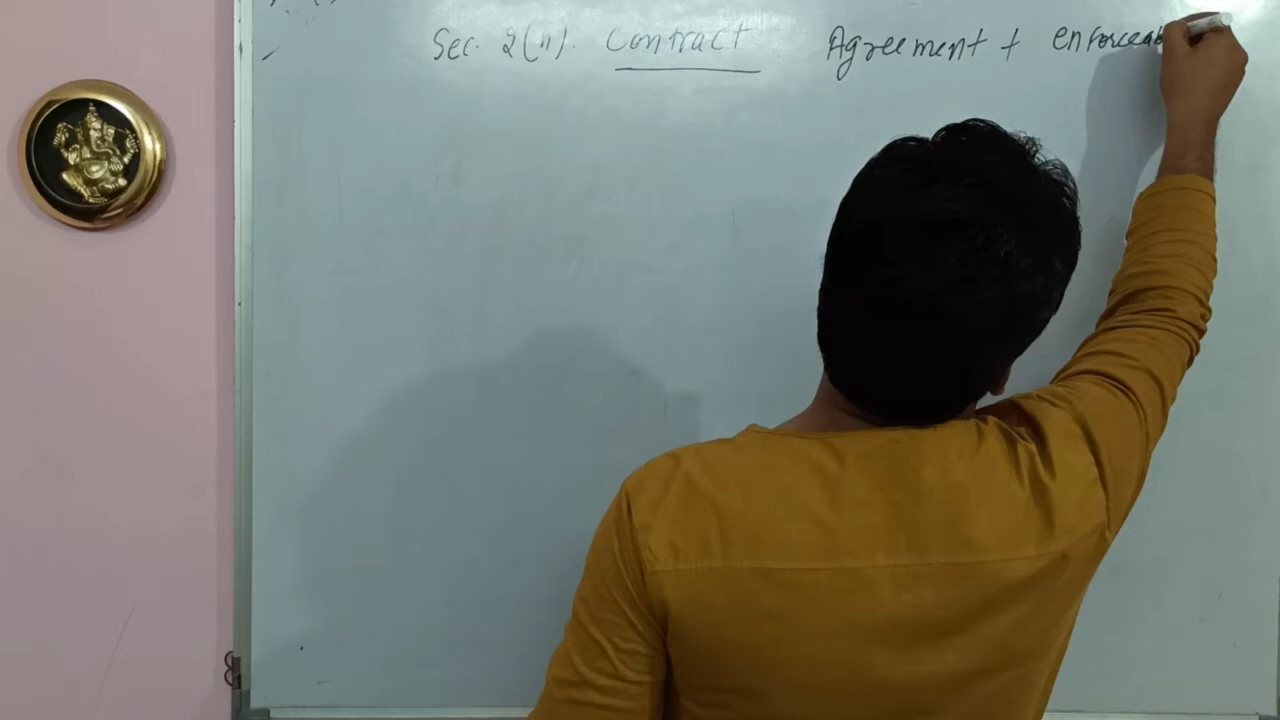 Sec. 2(h). Contract Agreement + enforceab